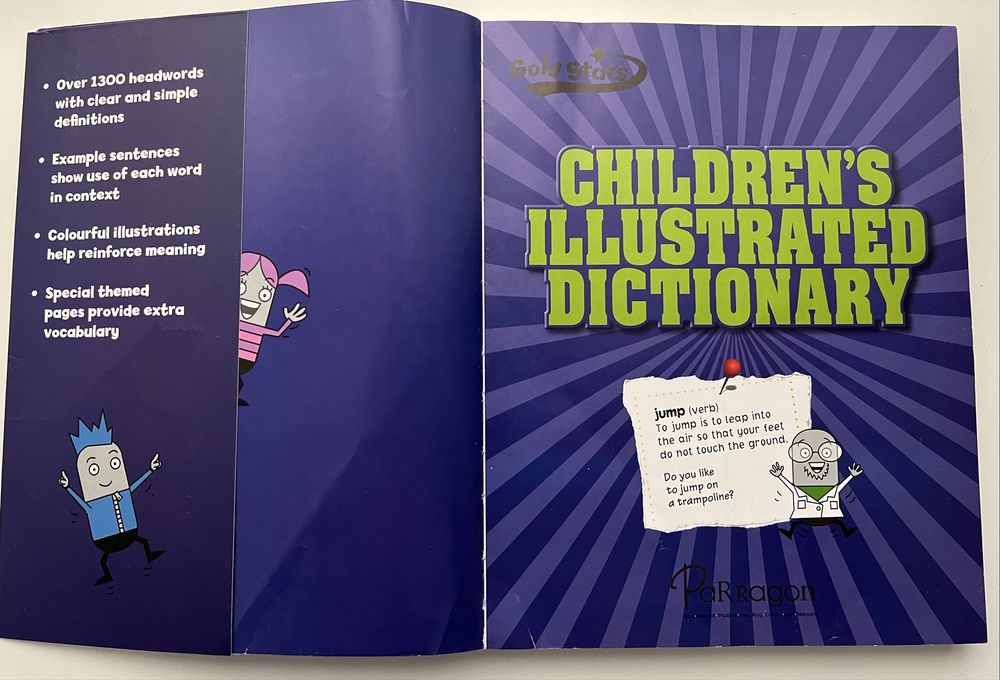 • Over 1300 headwords
with clear and simple
definitions
• Example sentences
show use of each word
in context
• Colourful illustrations
help reinforce meaning
• Special themed
pages provide extra
vocabulary
Gold Stars
CHILDREN'S
ILLUSTRATED
DICTIONARY
jump (verb)
To jump is to leap into
the air so that your feet
do not touch the ground.
Do you like
to jump on
a trampoline?
PaRragon